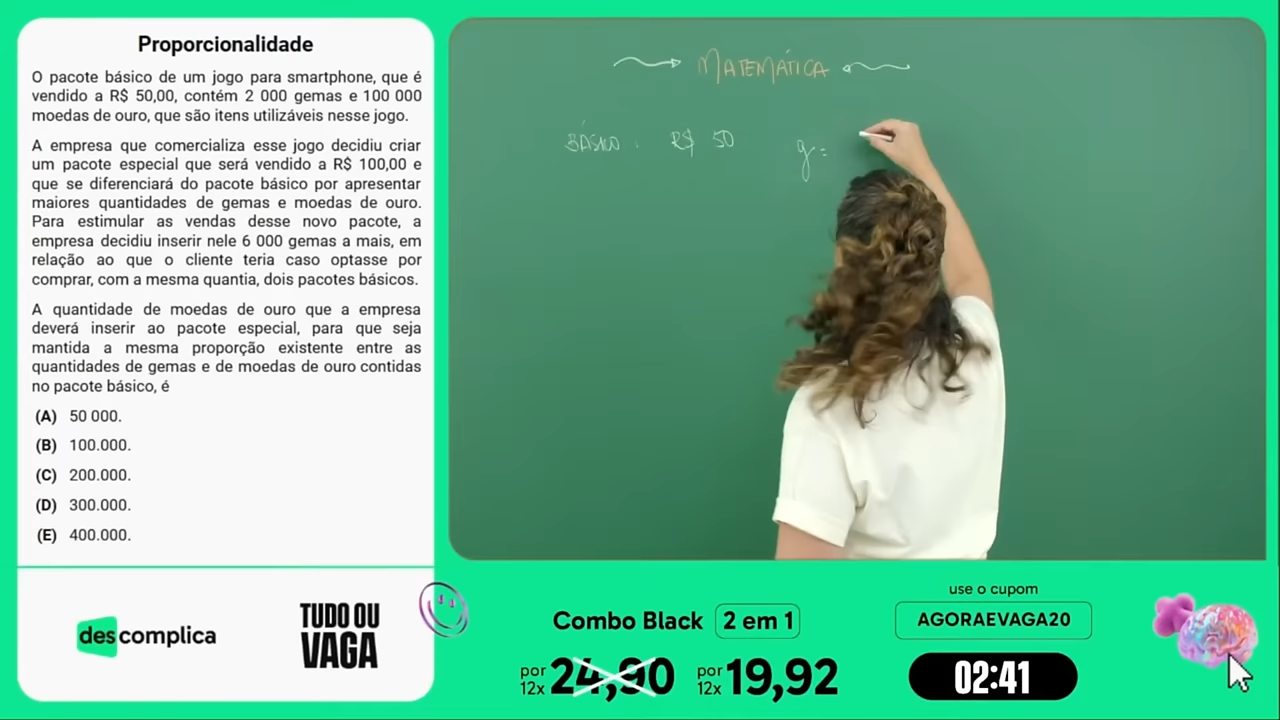 Proporcionalidade
O pacote básico de um jogo para smartphone, que é
vendido a R$ 50,00, contém 2 000 gemas e 100 000
moedas de ouro, que são itens utilizáveis nesse jogo.
A empresa que comercializa esse jogo decidiu criar
um pacote especial que será vendido a R$ 100,00 e
que se diferenciará do pacote básico por apresentar
maiores quantidades de gemas e moedas de ouro.
Para estimular as vendas desse novo pacote, a
empresa decidiu inserir nele 6 000 gemas a mais, em
relação ao que o cliente teria caso optasse por
comprar, com a mesma quantia, dois pacotes básicos.
A quantidade de moedas de ouro que a empresa
deverá inserir ao pacote especial, para que seja
mantida a mesma proporção existente entre as
quantidades de gemas e de moedas de ouro contidas
no pacote básico, é
(A) 50 000.
(B) 100.000.
(C) 200.000.
(D) 300.000.
(E) 400.000.
MATEMÁTICA
BÁSICO : R$ 50 g =
descomplica
TUDO OU
VAGA
Combo Black 2 em 1
por
12x 24,90
por
12x 19,92
use o cupom
AGORAEVAGA20
02:41